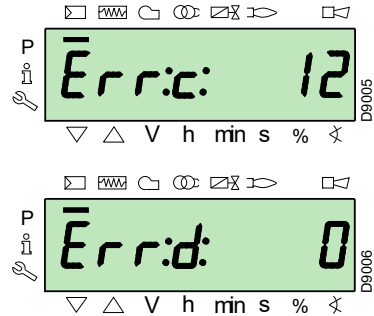 P
Err:c: 12
D9005
V h min s %
P
Err:d: 0
D9006
V h min s %